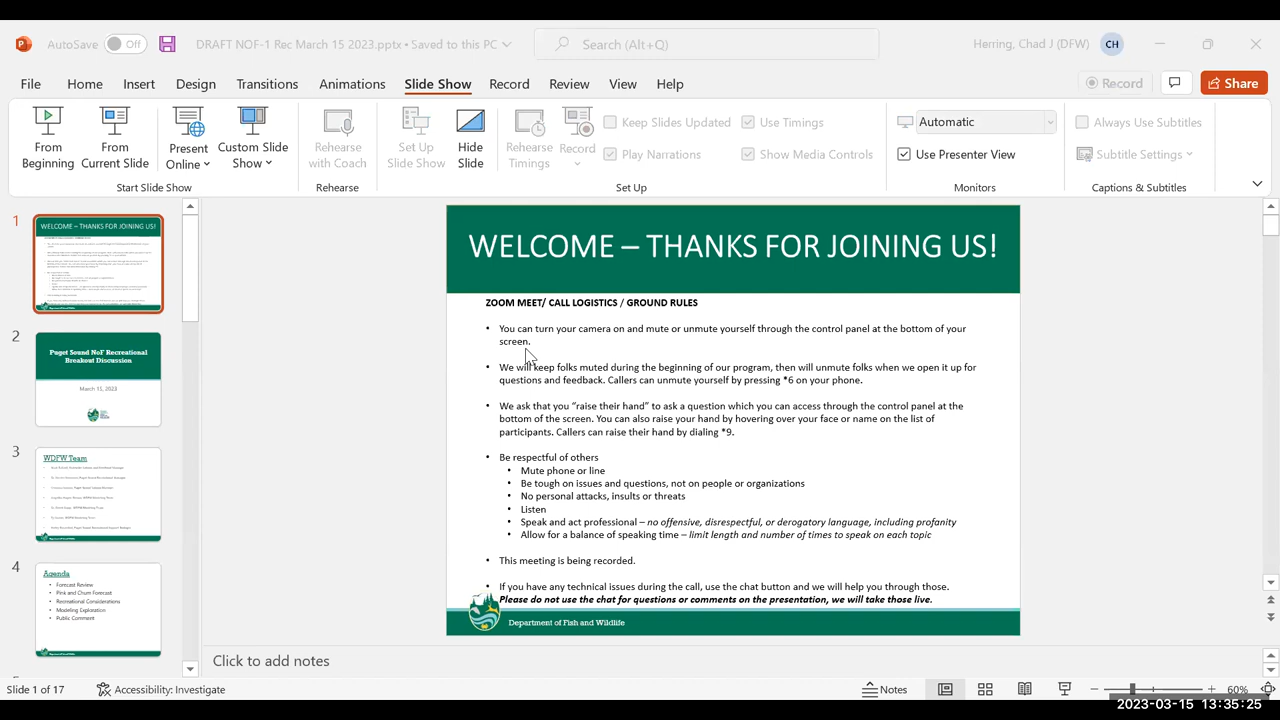 AutoSave Off DRAFT NOF-1 Rec March 15 2023.pptx • Saved to this PC Search (Alt+Q) Herring, Chad J (DFW) CH
File Home Insert Design Transitions Animations Slide Show Record Review View Help Record Share
From Beginning
From Current Slide
Present Online
Custom Slide Show
Rehearse with Coach
Set Up Slide Show
Hide Slide
Rehearse Timings
Record
Keep Slides Updated
Play Narrations
Use Timings
Show Media Controls
Automatic
Use Presenter View
Always Use Subtitles
Subtitle Settings
Start Slide Show Rehearse Set Up Monitors Captions & Subtitles
1
WELCOME – THANKS FOR JOINING US!
2
Puget Sound NoF Recreational
Breakout Discussion
March 15, 2023
3
WDFW Team
4
Agenda
• Forecast Review
• Pink and Chum Forecast
• Recreational Considerations
• Modeling Exploration
• Public Comment
WELCOME – THANKS FOR JOINING US!
ZOOM MEET/ CALL LOGISTICS / GROUND RULES
• You can turn your camera on and mute or unmute yourself through the control panel at the bottom of your
screen.
• We will keep folks muted during the beginning of our program, then will unmute folks when we open it up for
questions and feedback. Callers can unmute yourself by pressing *6 on your phone.
• We ask that you “raise their hand” to ask a question which you can access through the control panel at the
bottom of the screen. You can also raise your hand by hovering over your face or name on the list of
participants. Callers can raise their hand by dialing *9.
• Be respectful of others
• Mute phone or line
• Be tough on issues and questions, not on people or organizations
• No personal attacks, insults or threats
• Listen
• Speak and act professional – no offensive, disrespectful, or derogatory language, including profanity
• Allow for a balance of speaking time – limit length and number of times to speak on each topic
• This meeting is being recorded.
• If you have any technical issues during the call, use the chat button and we will help you through those.
Please do not use the chat for questions or comments on the presentation, we will take those live.
Department of Fish and Wildlife
Click to add notes
Slide 1 of 17 Accessibility: Investigate Notes 60%
2023-03-15 13:35:25